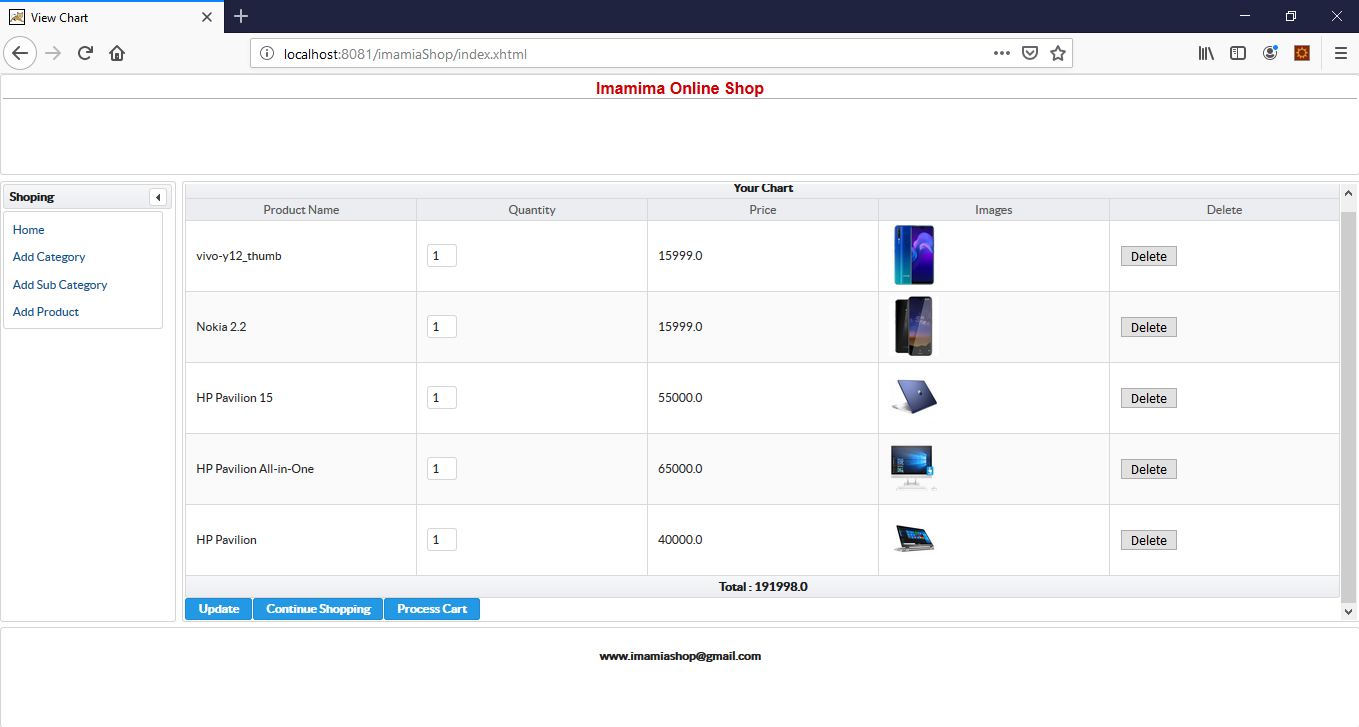 View Chart
localhost:8081/imamiaShop/index.xhtml
Imamima Online Shop
Shoping
Home
Add Category
Add Sub Category
Add Product
Your Chart
Product Name Quantity Price Images Delete
vivo-y12_thumb 1 15999.0 Delete
Nokia 2.2 1 15999.0 Delete
HP Pavilion 15 1 55000.0 Delete
HP Pavilion All-in-One 1 65000.0 Delete
HP Pavilion 1 40000.0 Delete
Total : 191998.0
Update Continue Shopping Process Cart
www.imamiashop@gmail.com